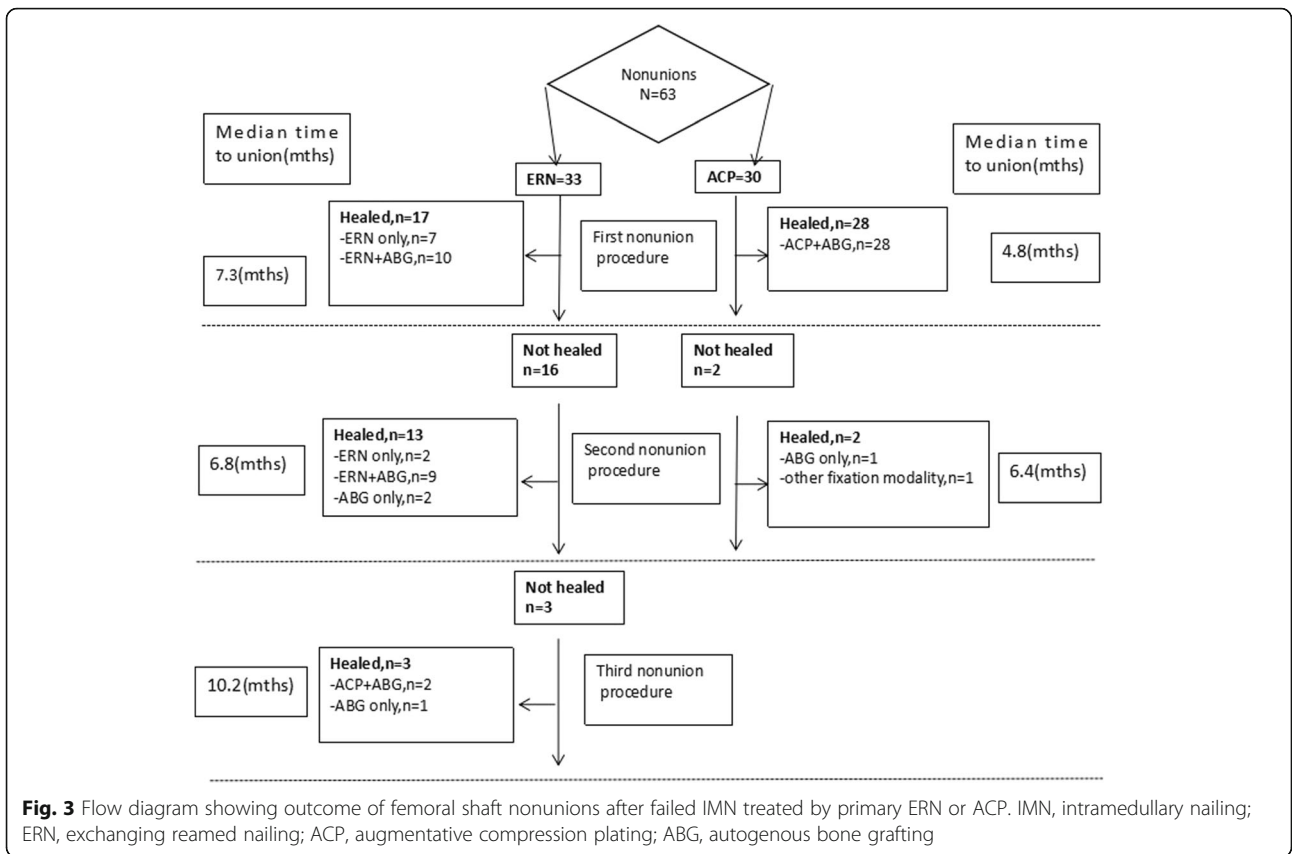 Nonunions
N=63
Median time
to union(mths)
Median time
to union(mths)
ERN=33
ACP=30
Healed,n=17
-ERN only,n=7
-ERN+ABG,n=10
First nonunion
procedure
Healed,n=28
-ACP+ABG,n=28
7.3(mths)
4.8(mths)
Not healed
n=16
Not healed
n=2
Healed,n=13
-ERN only,n=2
-ERN+ABG,n=9
-ABG only,n=2
Second nonunion
procedure
Healed,n=2
-ABG only,n=1
-other fixation modality,n=1
6.8(mths)
6.4(mths)
Not healed
n=3
Healed,n=3
-ACP+ABG,n=2
-ABG only,n=1
Third nonunion
procedure
10.2(mths)
Fig. 3 Flow diagram showing outcome of femoral shaft nonunions after failed IMN treated by primary ERN or ACP. IMN, intramedullary nailing;
ERN, exchanging reamed nailing; ACP, augmentative compression plating; ABG, autogenous bone grafting